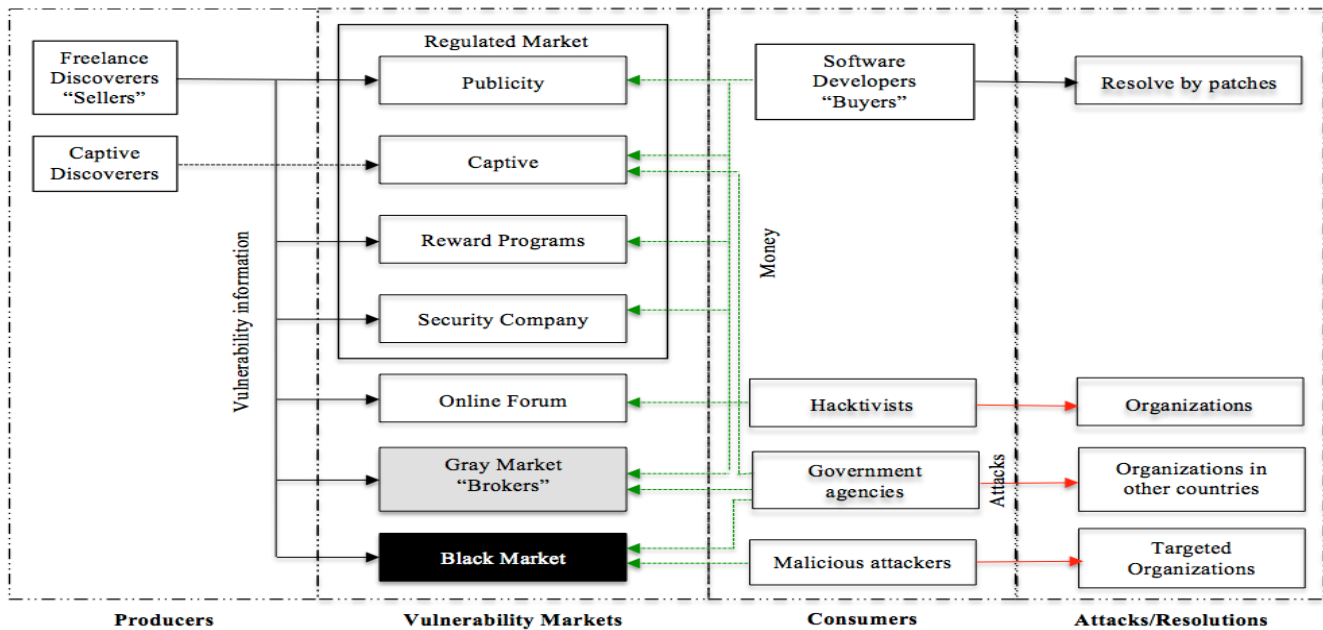 Freelance
Discoverers
“Sellers”
Captive
Discoverers
Vulnerability information
Regulated Market
Publicity
Captive
Reward Programs
Security Company
Online Forum
Gray Market
“Brokers”
Black Market
Money
Software
Developers
“Buyers”
Hacktivists
Government
agencies
Malicious attackers
Attacks
Resolve by patches
Organizations
Organizations in
other countries
Targeted
Organizations
Producers
Vulnerability Markets
Consumers
Attacks/Resolutions